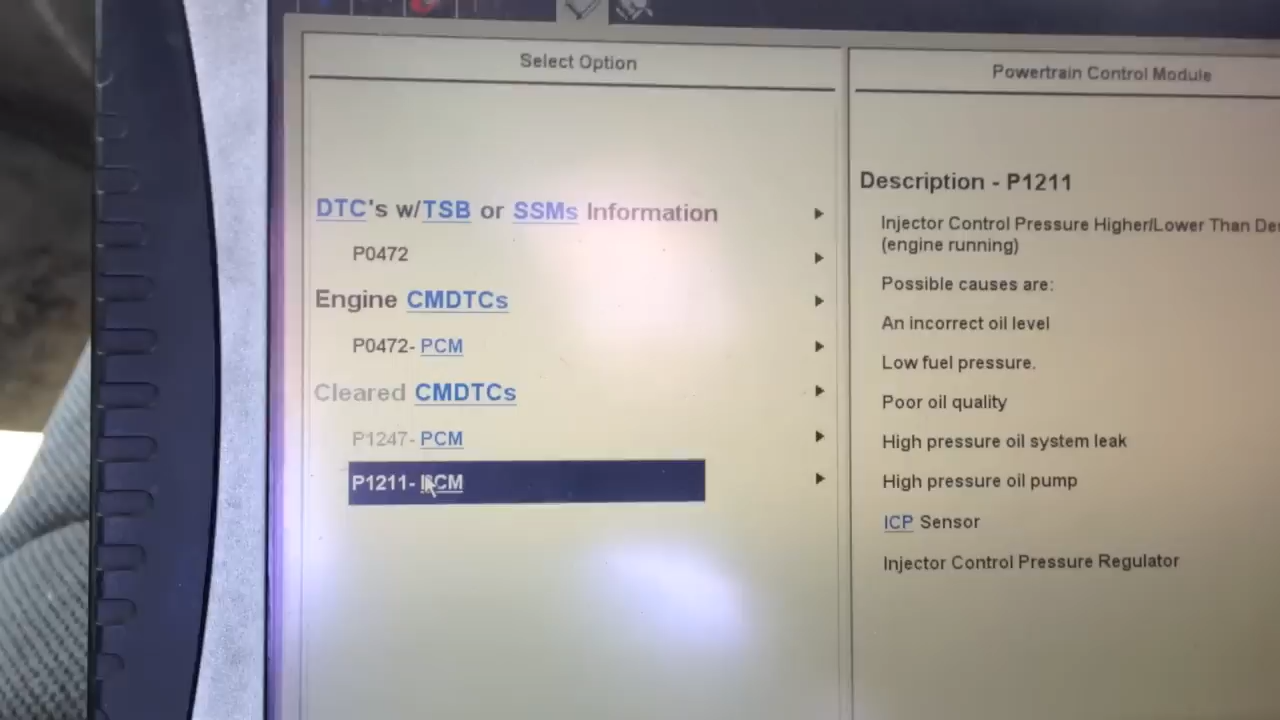 Select Option
DTC's w/TSB or SSMs Information
P0472
Engine CMDTCs
P0472- PCM
Cleared CMDTCs
P1247- PCM
P1211- PCM
Powertrain Control Module
Description - P1211
Injector Control Pressure Higher/Lower Than
(engine running)
Possible causes are:
An incorrect oil level
Low fuel pressure.
Poor oil quality
High pressure oil system leak
High pressure oil pump
ICP Sensor
Injector Control Pressure Regulator